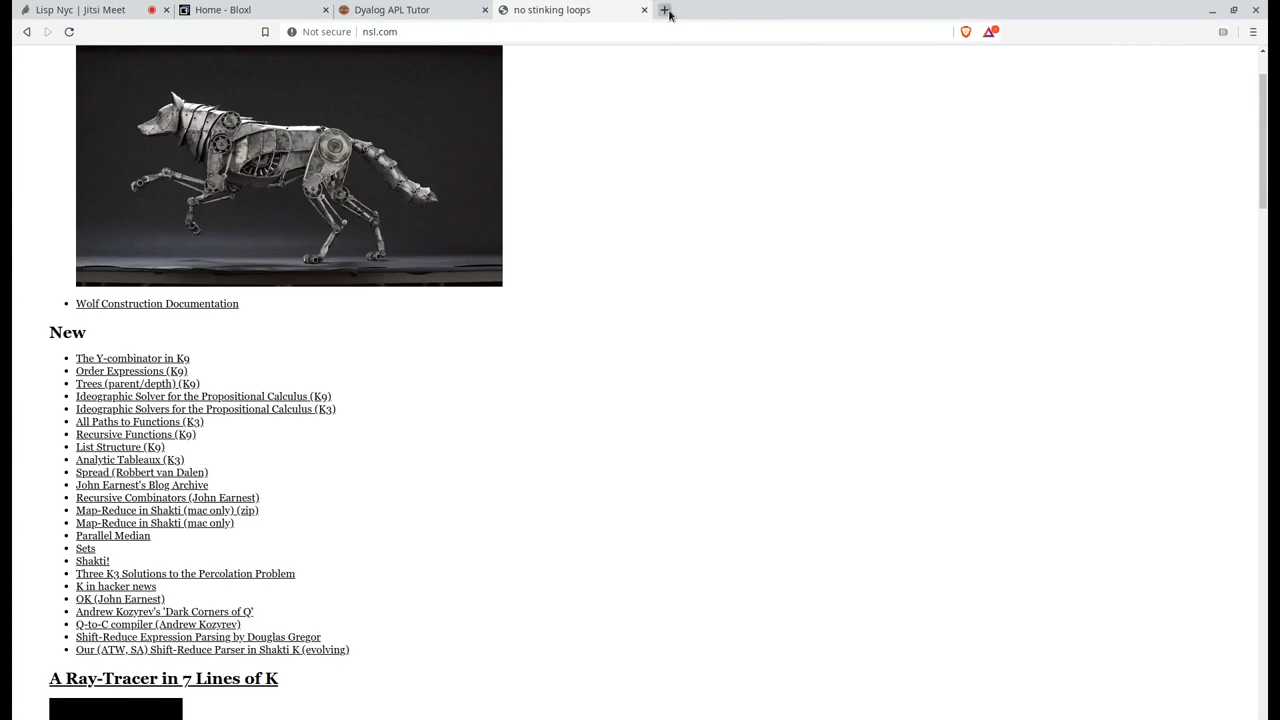 Lisp Nyc | Jitsi Meet
Home - Bloxl
Dyalog APL Tutor
no stinking loops
Not secure
nsl.com
Wolf Construction Documentation
New
The Y-combinator in K9
Order Expressions (K9)
Trees (parent/depth) (K9)
Ideographic Solver for the Propositional Calculus (K9)
Ideographic Solvers for the Propositional Calculus (K3)
All Paths to Functions (K3)
Recursive Functions (K9)
List Structure (K9)
Analytic Tableaux (K3)
Spread (Robbert van Dalen)
John Earnest's Blog Archive
Recursive Combinators (John Earnest)
Map-Reduce in Shakti (mac only) (zip)
Map-Reduce in Shakti (mac only)
Parallel Median
Sets
Shakti!
Three K3 Solutions to the Percolation Problem
K in hacker news
OK (John Earnest)
Andrew Kozyrev's 'Dark Corners of Q'
Q-to-C compiler (Andrew Kozyrev)
Shift-Reduce Expression Parsing by Douglas Gregor
Our (ATW, SA) Shift-Reduce Parser in Shakti K (evolving)
A Ray-Tracer in 7 Lines of K